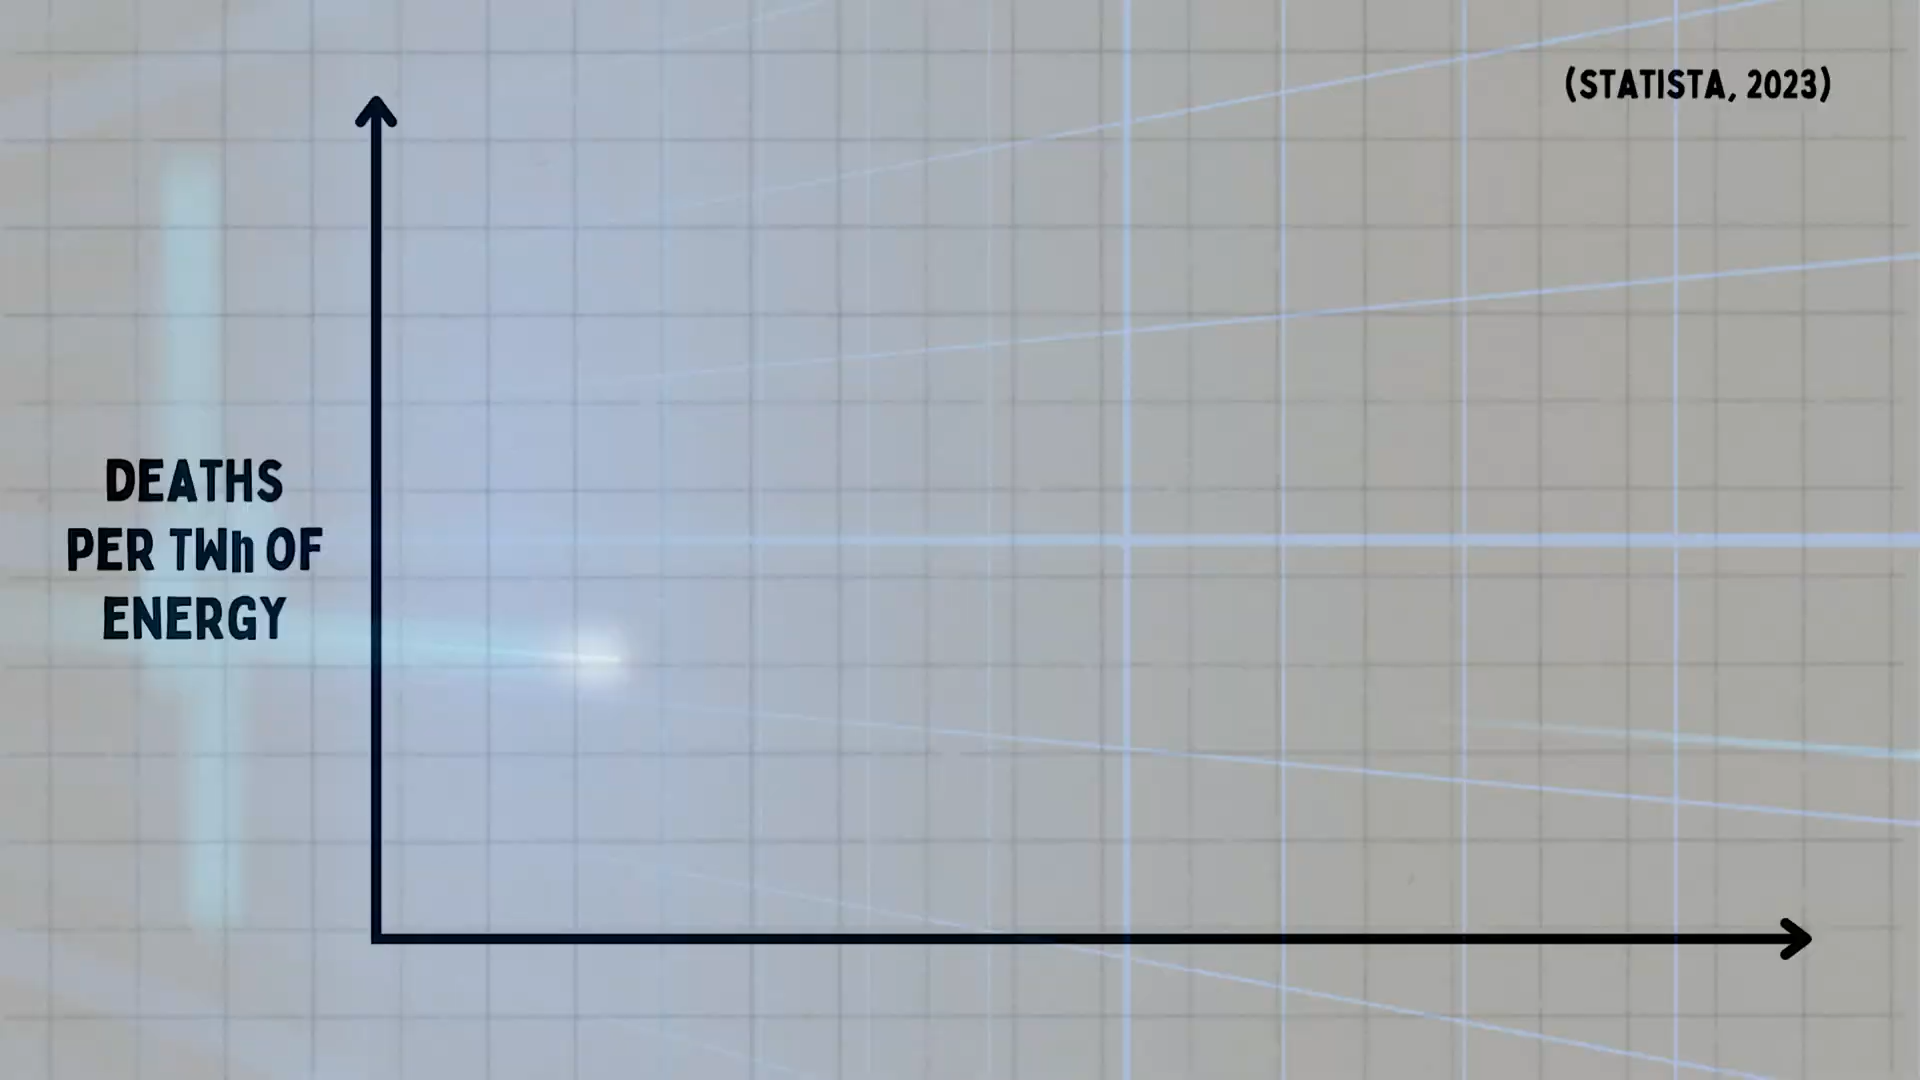 (STATISTA, 2023)
DEATHS
PER TWh OF
ENERGY